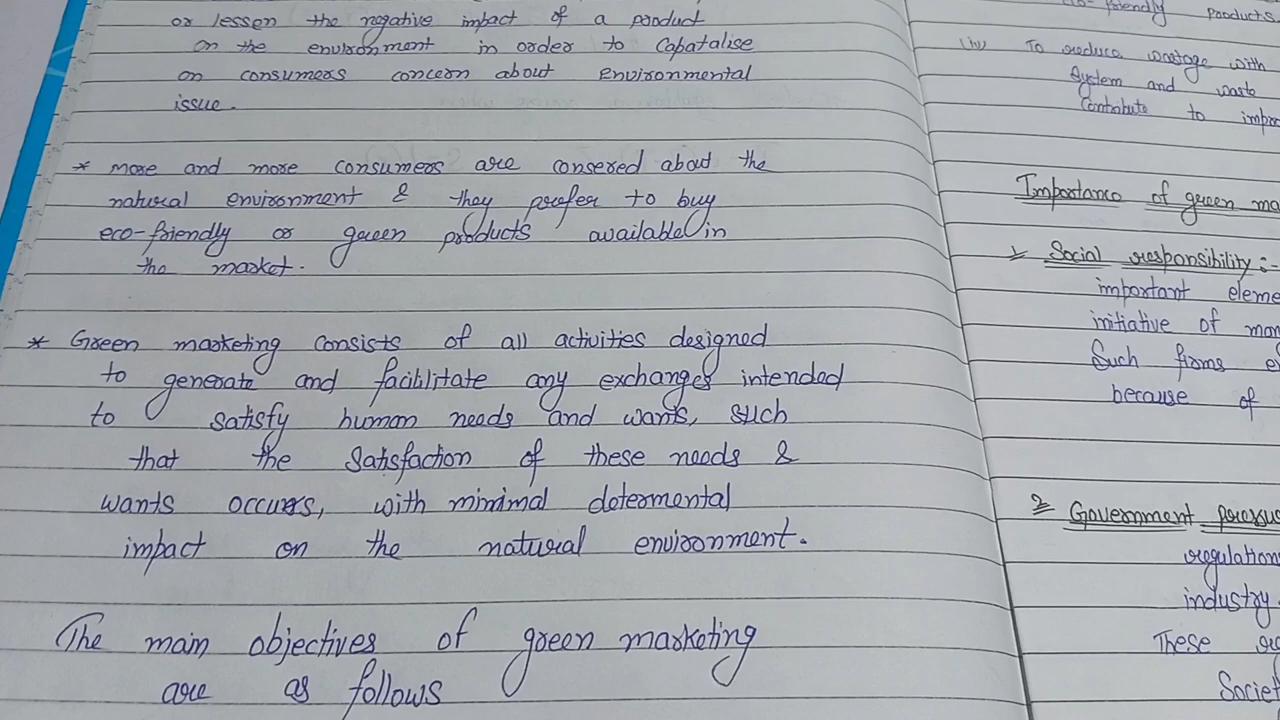 or lessen the negative impact of a product
on the environment in order to Capatalise
on consumers concern about environmental
issue.
* more and more consumers are consered about the
natural environment & they prefer to buy
eco-friendly or green products available in
the market.
* Green marketing consists of all activities designed
to generate and facilitate any exchanges intended
to satisfy human needs and wants, such
that the satisfaction of these needs &
wants occurs, with minimal determental
impact on the natural environment.
The main objectives of green marketing
are as follows
friendly products.
(iv) To reduce wastage with
System and waste
Contribute to
Importance of green
1 Social responsibility :-
important
initiative of
Such firms
because of
2 Government
regulation
industry.
These